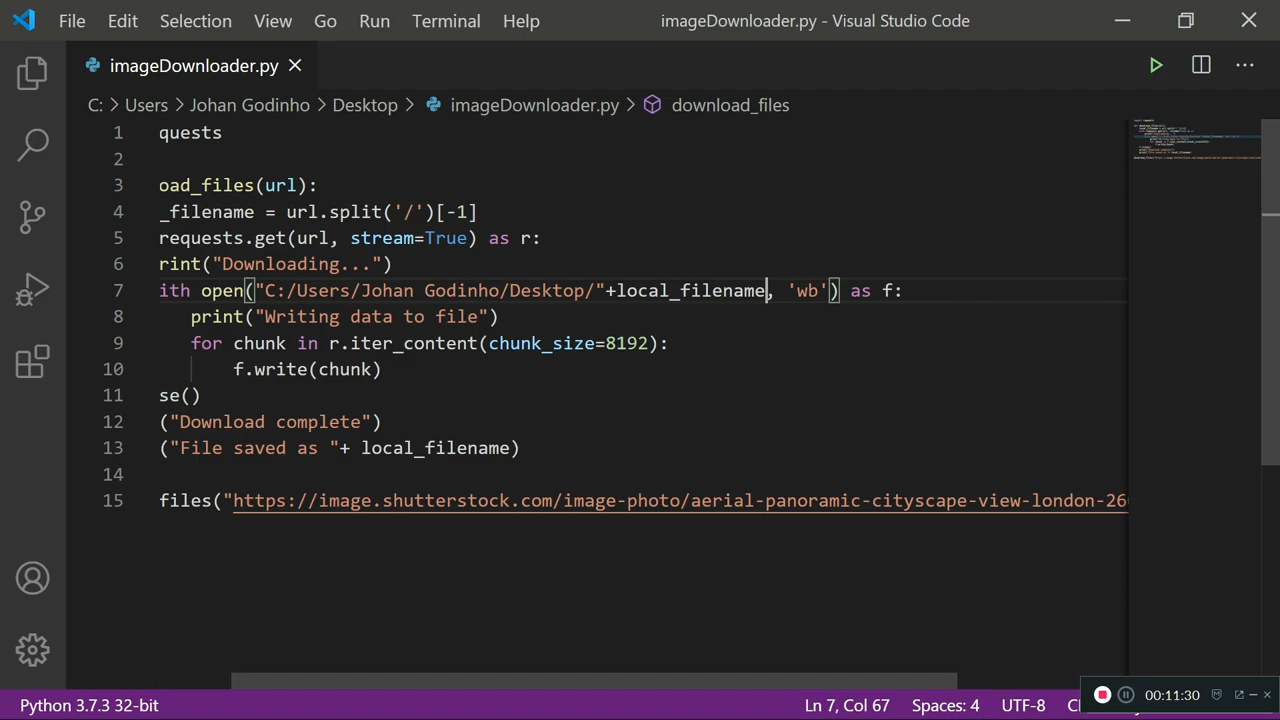 File Edit Selection View Go Run Terminal Help imageDownloader.py - Visual Studio Code
imageDownloader.py
C: > Users > Johan Godinho > Desktop > imageDownloader.py > download_files
1 quests
2
3 oad_files(url):
4 _filename = url.split('/')[-1]
5 requests.get(url, stream=True) as r:
6 rint("Downloading...")
7 ith open("C:/Users/Johan Godinho/Desktop/"+local_filename, 'wb') as f:
8 print("Writing data to file")
9 for chunk in r.iter_content(chunk_size=8192):
10 f.write(chunk)
11 se()
12 ("Download complete")
13 ("File saved as "+ local_filename)
14
15 files("https://image.shutterstock.com/image-photo/aerial-panoramic-cityscape-view-london-26
Python 3.7.3 32-bit Ln 7, Col 67 Spaces: 4 UTF-8
00:11:30